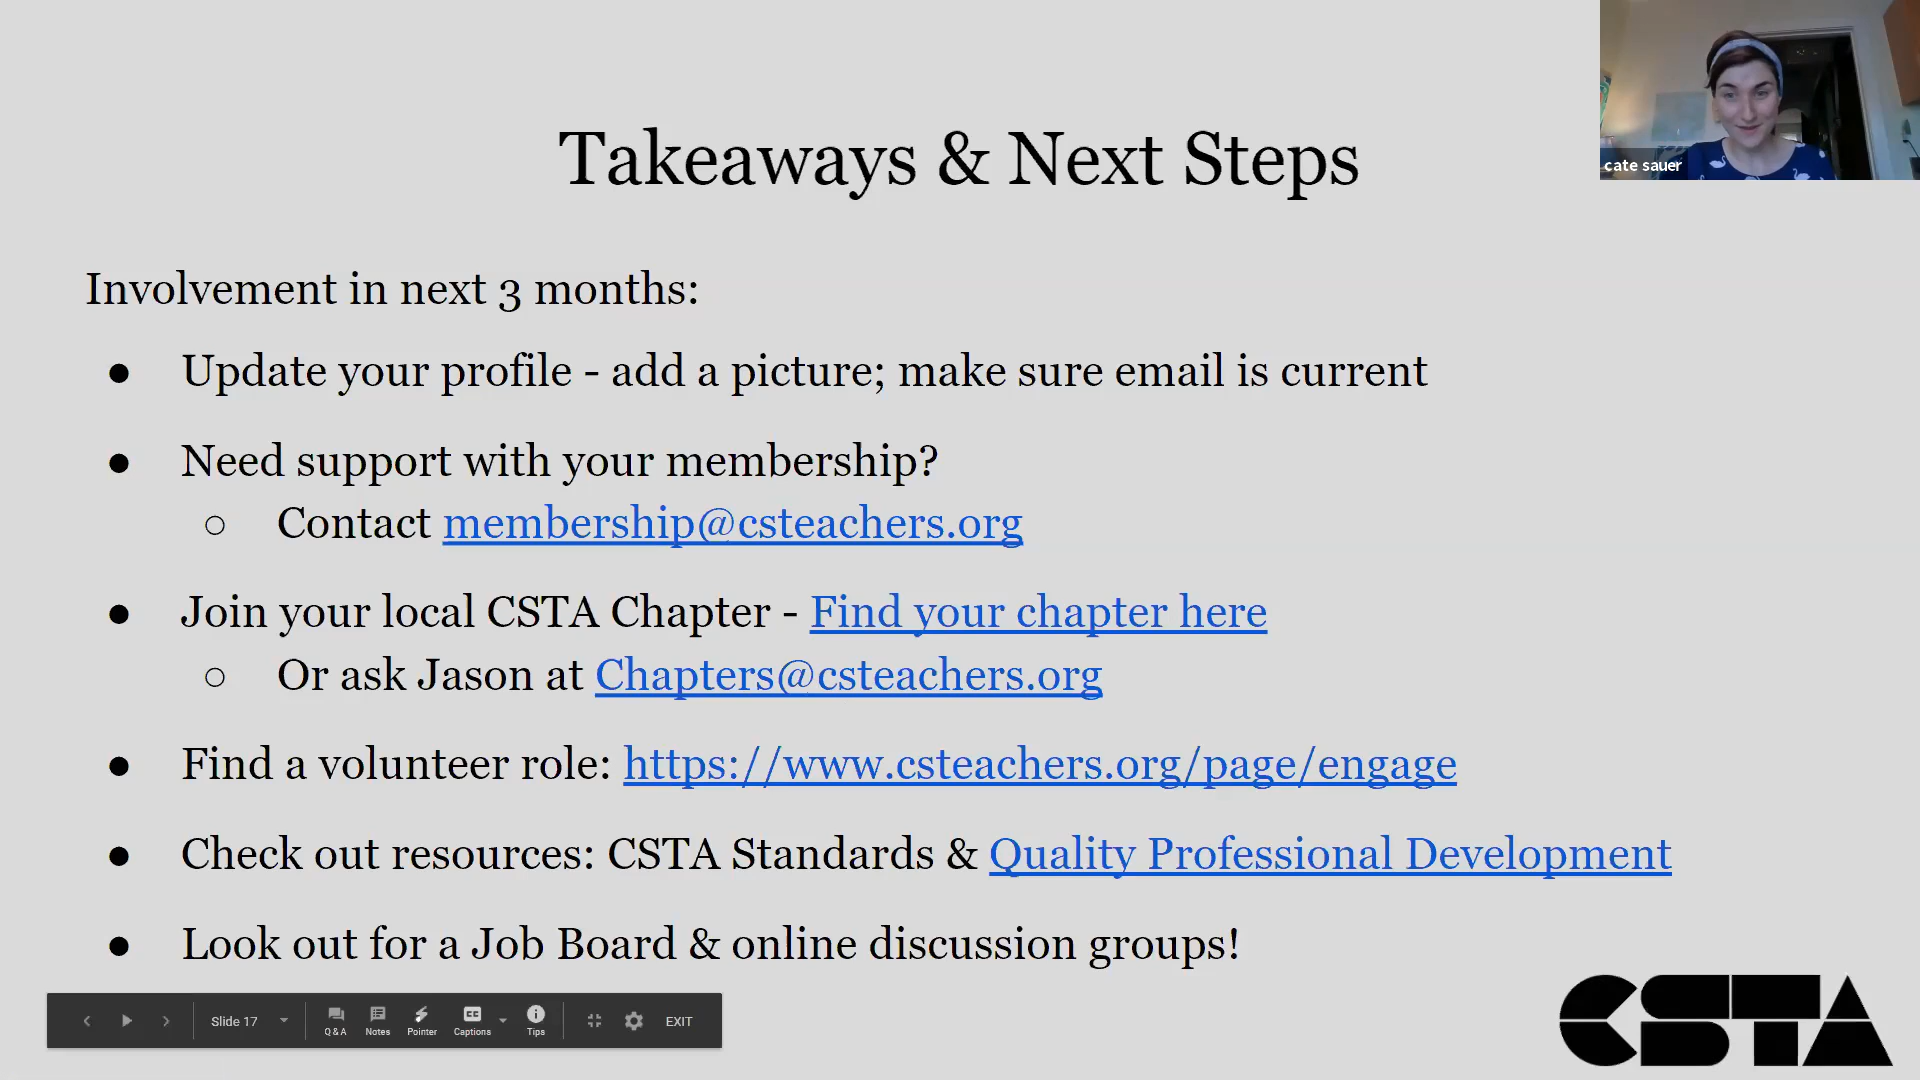 Takeaways & Next Steps
cate sauer
Involvement in next 3 months:
● Update your profile - add a picture; make sure email is current
● Need support with your membership?
○ Contact membership@csteachers.org
● Join your local CSTA Chapter - Find your chapter here
○ Or ask Jason at Chapters@csteachers.org
● Find a volunteer role: https://www.csteachers.org/page/engage
● Check out resources: CSTA Standards & Quality Professional Development
● Look out for a Job Board & online discussion groups!
Slide 17 Q & A Notes Pointer CC Captions Tips EXIT
CSTA